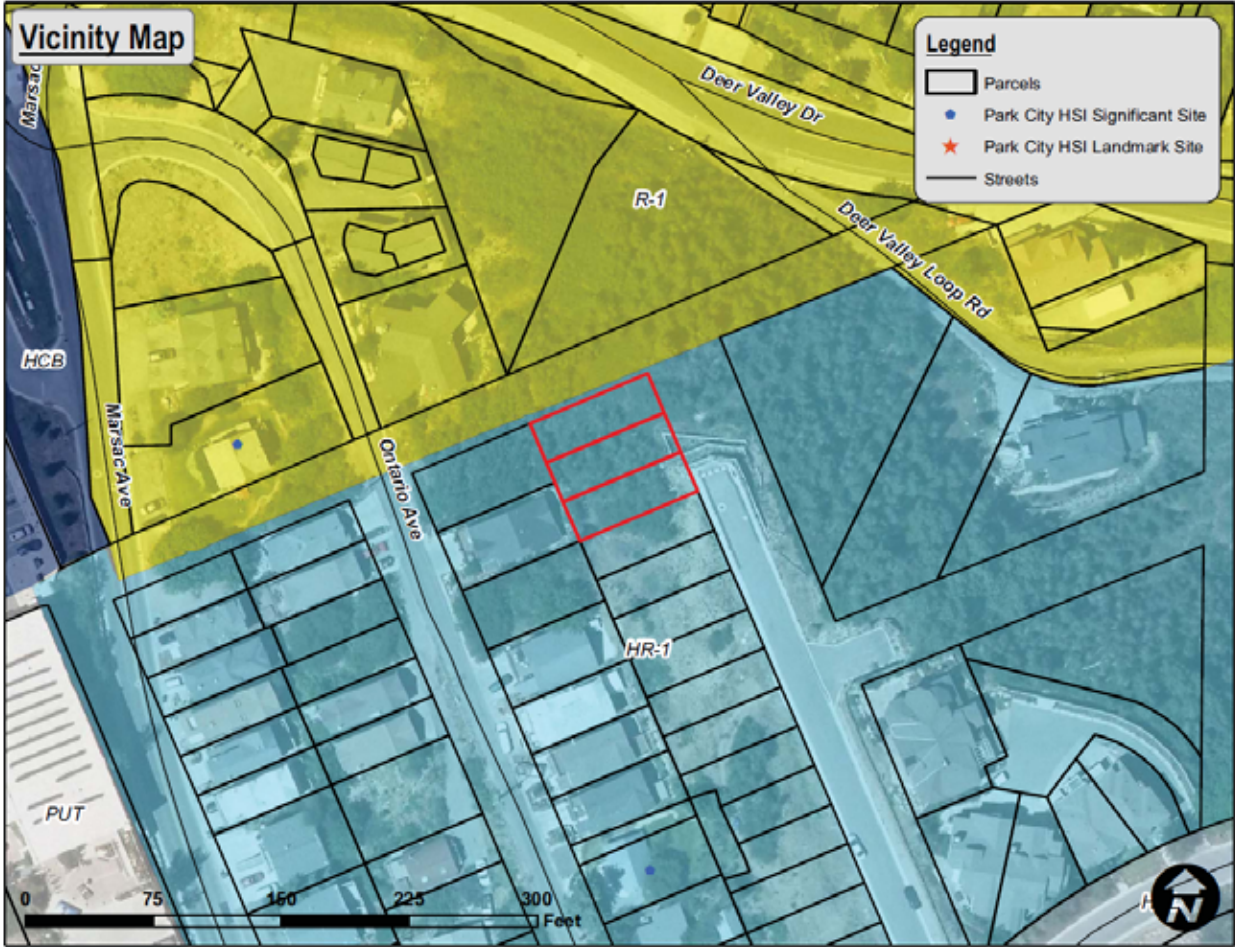 Vicinity Map
Legend
Parcels
Park City HSI Significant Site
Park City HSI Landmark Site
Streets
Marsac
Deer Valley Dr
R-1
Deer Valley Loop Rd
HCB
Marsac Ave
Ontario Ave
HR-1
PUT
0 75 150 225 300
Feet
H
N